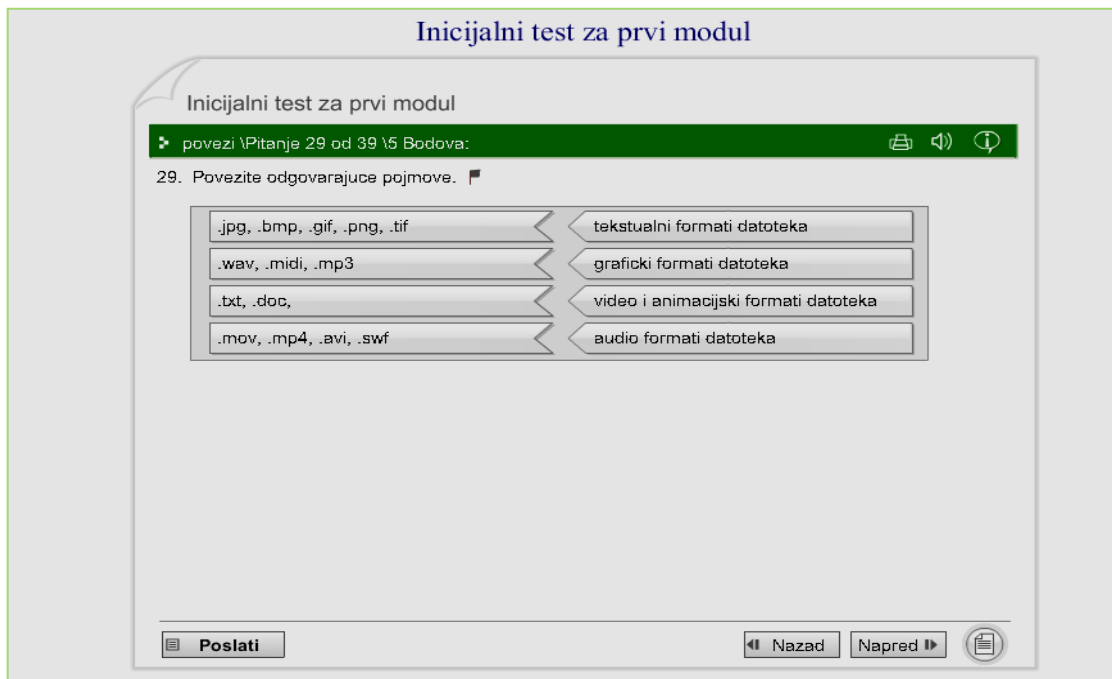 Inicijalni test za prvi modul
Inicijalni test za prvi modul
povezi \Pitanje 29 od 39 \5 Bodova:
29. Povezite odgovarajuce pojmove.
.jpg, .bmp, .gif, .png, .tif
tekstualni formati datoteka
.wav, .midi, .mp3
graficki formati datoteka
.txt, .doc,
video i animacijski formati datoteka
.mov, .mp4, .avi, .swf
audio formati datoteka
Poslati
Nazad
Napred